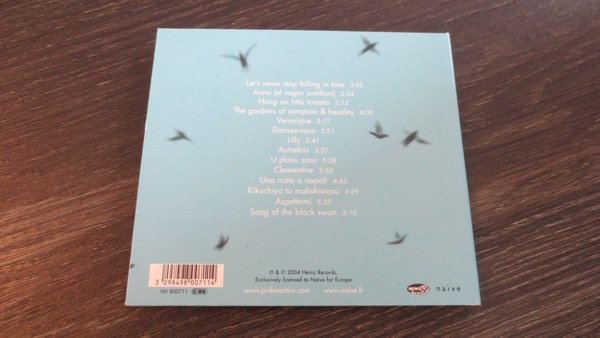 Let's never stop falling in love 3:03
Anna (el negro zumbon) 2:34
Hang on little tomato 3:15
The gardens of sampson & beasley 4:00
Veronique 3:17
Dansez-vous 2:51
Lilly 2:41
Autrefois 3:37
U plavu zoru 5:58
Clementine 3:50
Una notte a napoli 4:43
Kikuchiyo to mohshimasu 4:29
Aspettami 3:35
Song of the black swan 2:10
3 298498 007114
NV 800711
℗ & © 2004 Heinz Records,
Exclusively licensed to Naïve for Europe
www.pinkmartini.com www.naive.fr
HEINZ
naïve